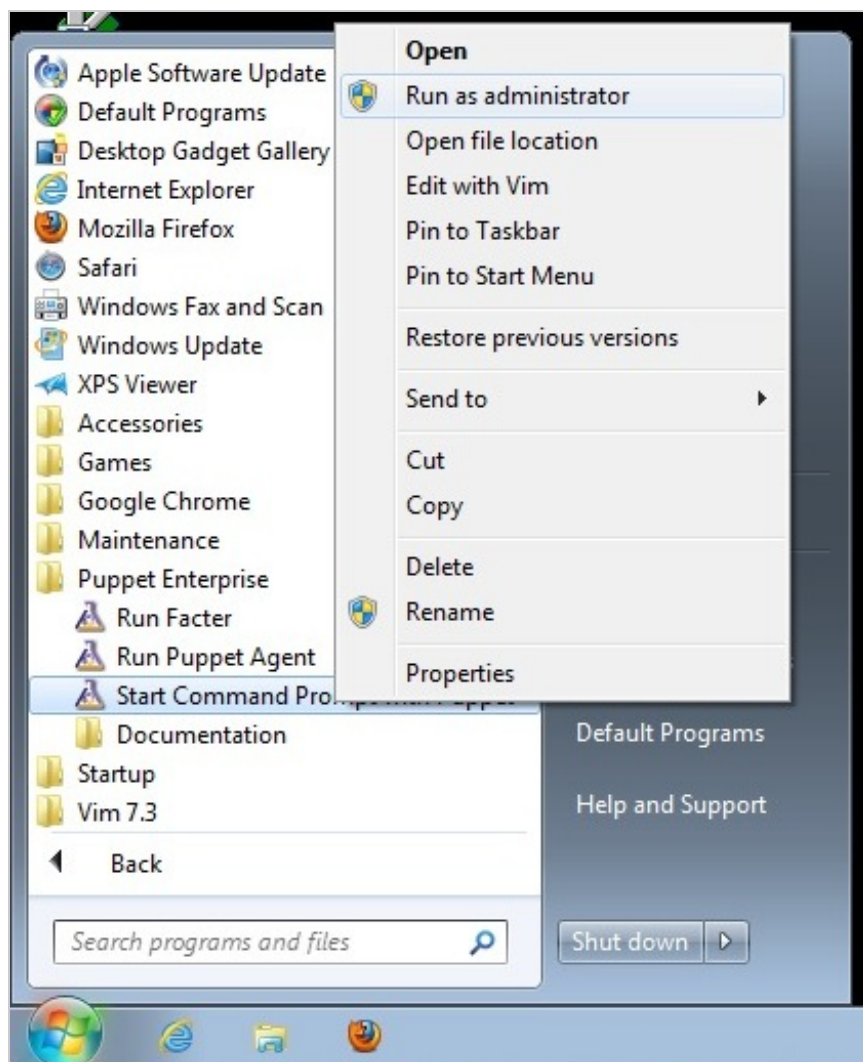 Apple Software Update
Default Programs
Desktop Gadget Gallery
Internet Explorer
Mozilla Firefox
Safari
Windows Fax and Scan
Windows Update
XPS Viewer
Accessories
Games
Google Chrome
Maintenance
Puppet Enterprise
Run Facter
Run Puppet Agent
Start Command Prompt with Puppet
Documentation
Startup
Vim 7.3
Back
Search programs and files
Open
Run as administrator
Open file location
Edit with Vim
Pin to Taskbar
Pin to Start Menu
Restore previous versions
Send to
Cut
Copy
Delete
Rename
Properties
Default Programs
Help and Support
Shut down